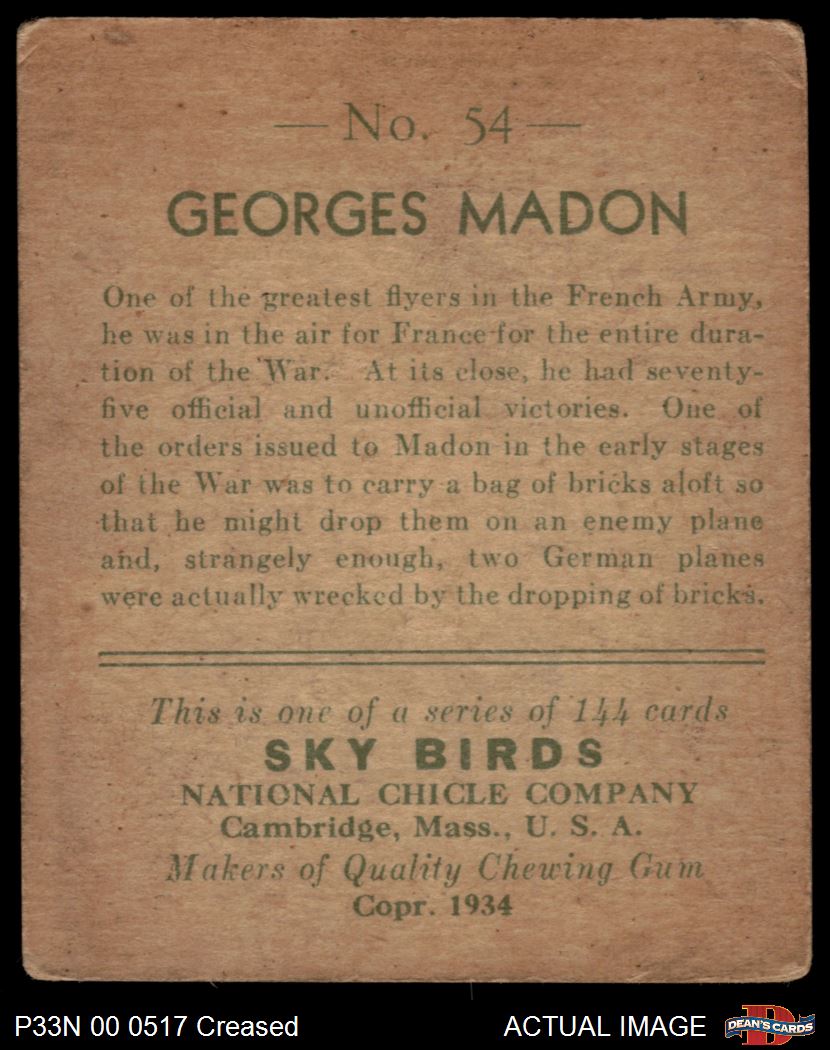 — No. 54 —
GEORGES MADON
One of the greatest flyers in the French Army,
he was in the air for France for the entire dura-
tion of the War. At its close, he had seventy-
five official and unofficial victories. One of
the orders issued to Madon in the early stages
of the War was to carry a bag of bricks aloft so
that he might drop them on an enemy plane
and, strangely enough, two German planes
were actually wrecked by the dropping of bricks.
This is one of a series of 144 cards
SKY BIRDS
NATIONAL CHICLE COMPANY
Cambridge, Mass., U. S. A.
Makers of Quality Chewing Gum
Copr. 1934
P33N 00 0517 Creased ACTUAL IMAGE D DEAN'S CARDS